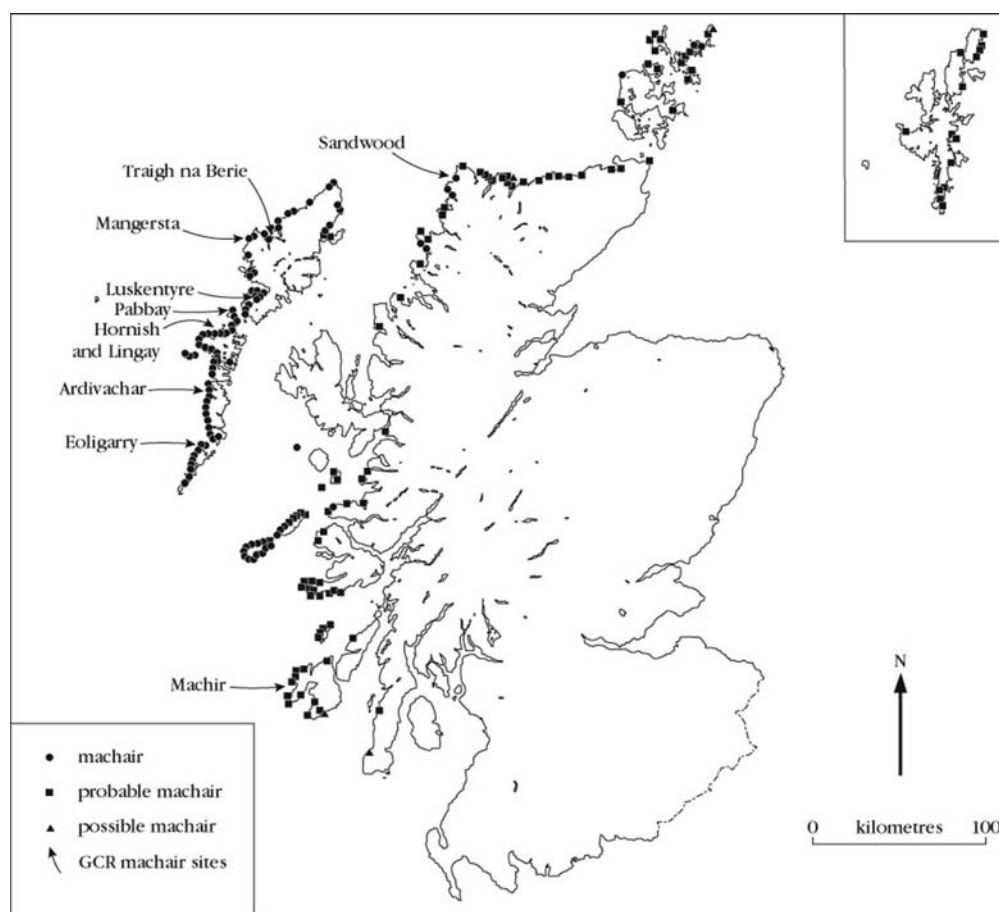 Sandwood
Traigh na Berie
Mangersta
Luskentyre
Pabbay
Hornish
and Lingay
Ardivachar
Eoligarry
Machir
N
machair
probable machair
possible machair
GCR machair sites
0 kilometres 100